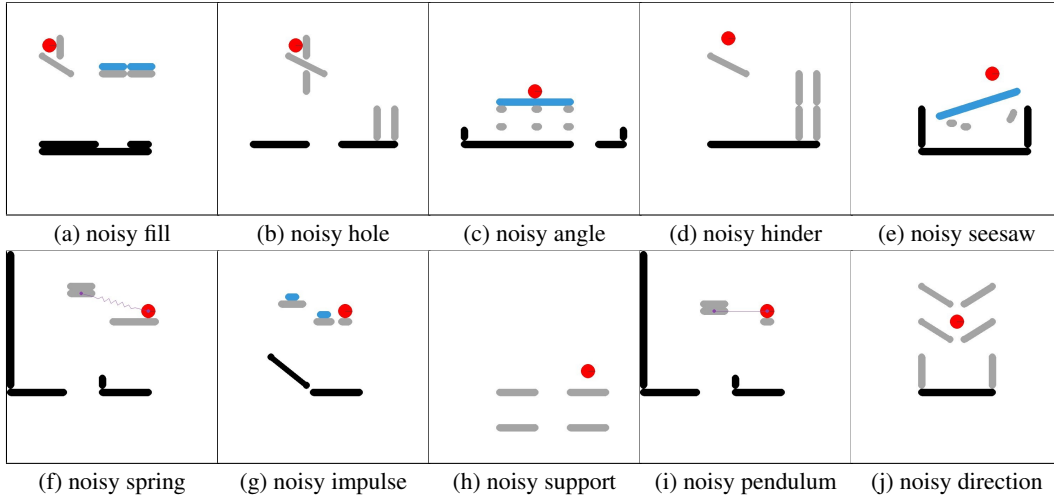 (a) noisy fill
(b) noisy hole
(c) noisy angle
(d) noisy hinder
(e) noisy seesaw
(f) noisy spring
(g) noisy impulse
(h) noisy support
(i) noisy pendulum
(j) noisy direction